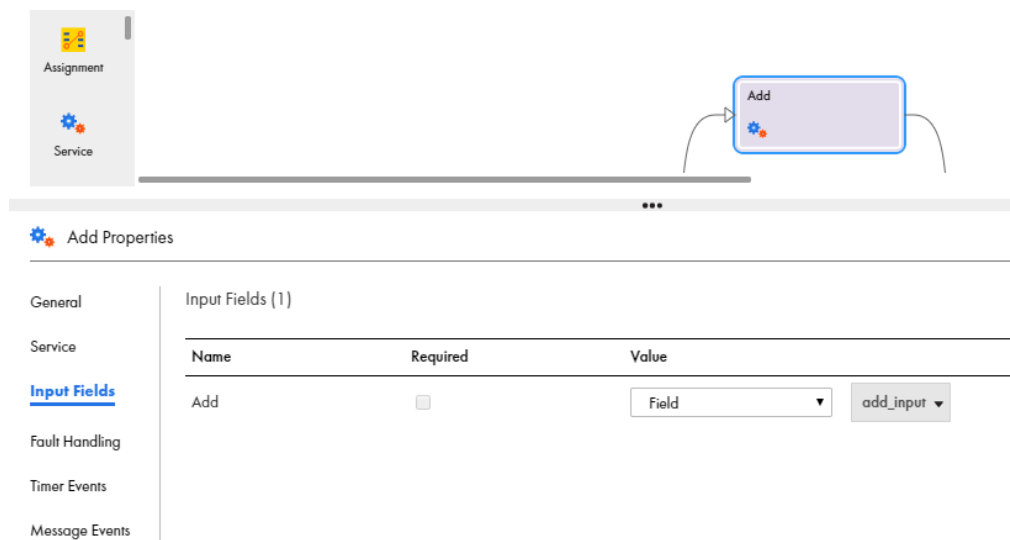 Assignment
Service
Add
Add Properties
General
Service
Input Fields
Fault Handling
Timer Events
Message Events
Input Fields (1)
Name Required Value
Add Field add_input